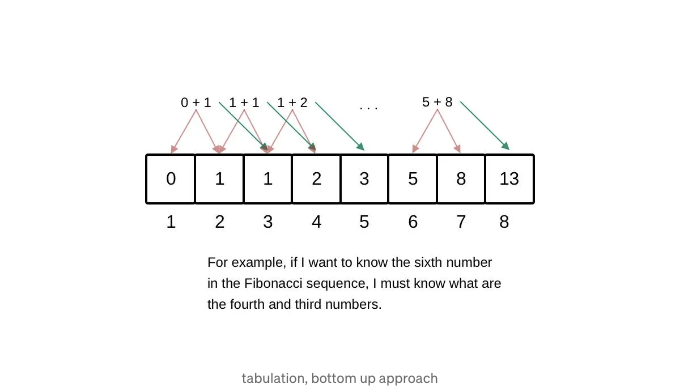 0 + 1 1 + 1 1 + 2 . . . 5 + 8
0 1 1 2 3 5 8 13
1 2 3 4 5 6 7 8
For example, if I want to know the sixth number
in the Fibonacci sequence, I must know what are
the fourth and third numbers.
tabulation, bottom up approach